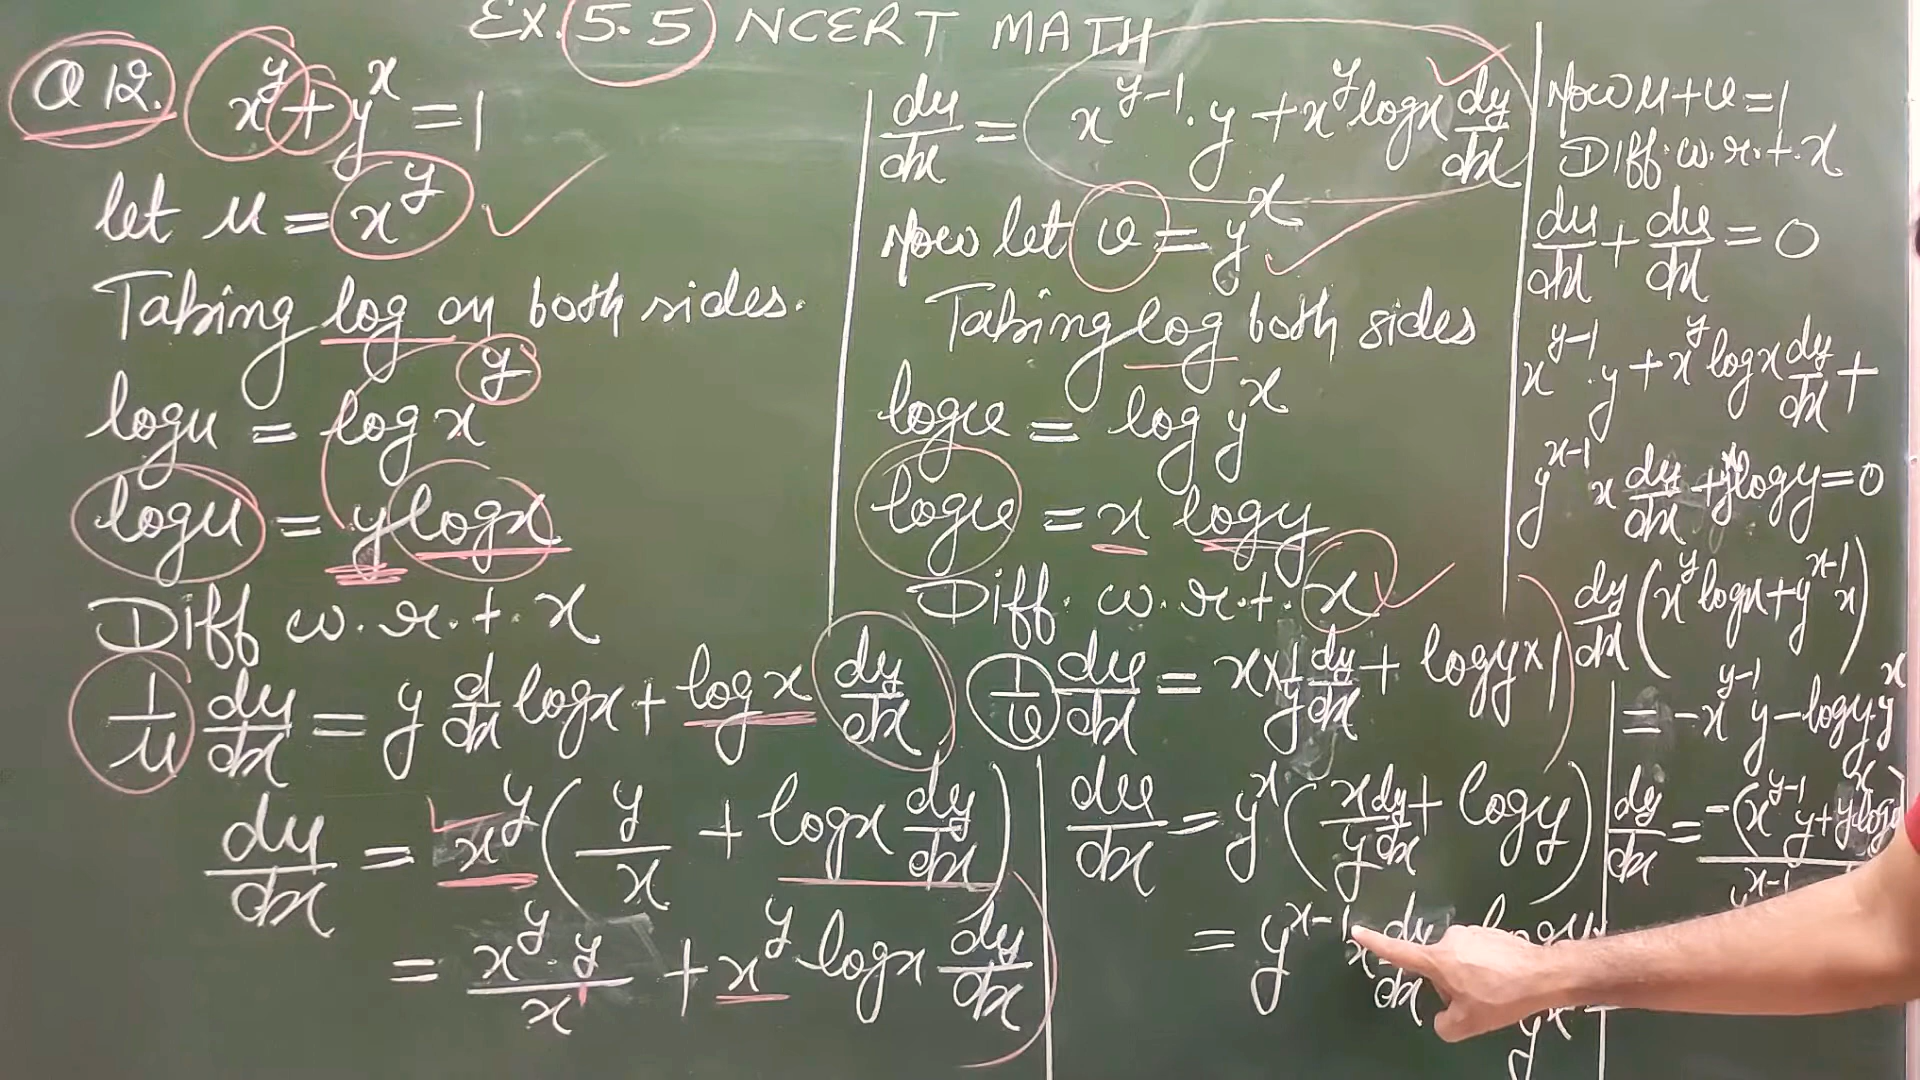 Ex. 5.5 NCERT MATH
Q 12. x^y + y^x = 1
let u = x^y
Taking log on both sides.
log u = log x^y
log u = y log x
Diff w.r.t. x
1/u du/dx = y d/dx log x + log x dy/dx
du/dx = x^y (y/x + log x dy/dx)
= x^y · y / x + x^y log x dy/dx
du/dx = x^{y-1} · y + x^y log x dy/dx
Now let v = y^x
Taking log both sides
log v = log y^x
log v = x log y
Diff. w.r.t. x
1/v dv/dx = x × 1/y dy/dx + log y × 1
dv/dx = y^x (x/y dy/dx + log y)
= y^{x-1} x dy/dx log y
y^x
Now u + v = 1
Diff. w.r.t. x
du/dx + dv/dx = 0
x^{y-1} · y + x^y log x dy/dx +
y^{x-1} x dy/dx + y^x log y = 0
dy/dx (x^y log x + y^{x-1} x)
= -x^{y-1} y - log y · y^x
dy/dx = -(x^{y-1} y + y^x log y)